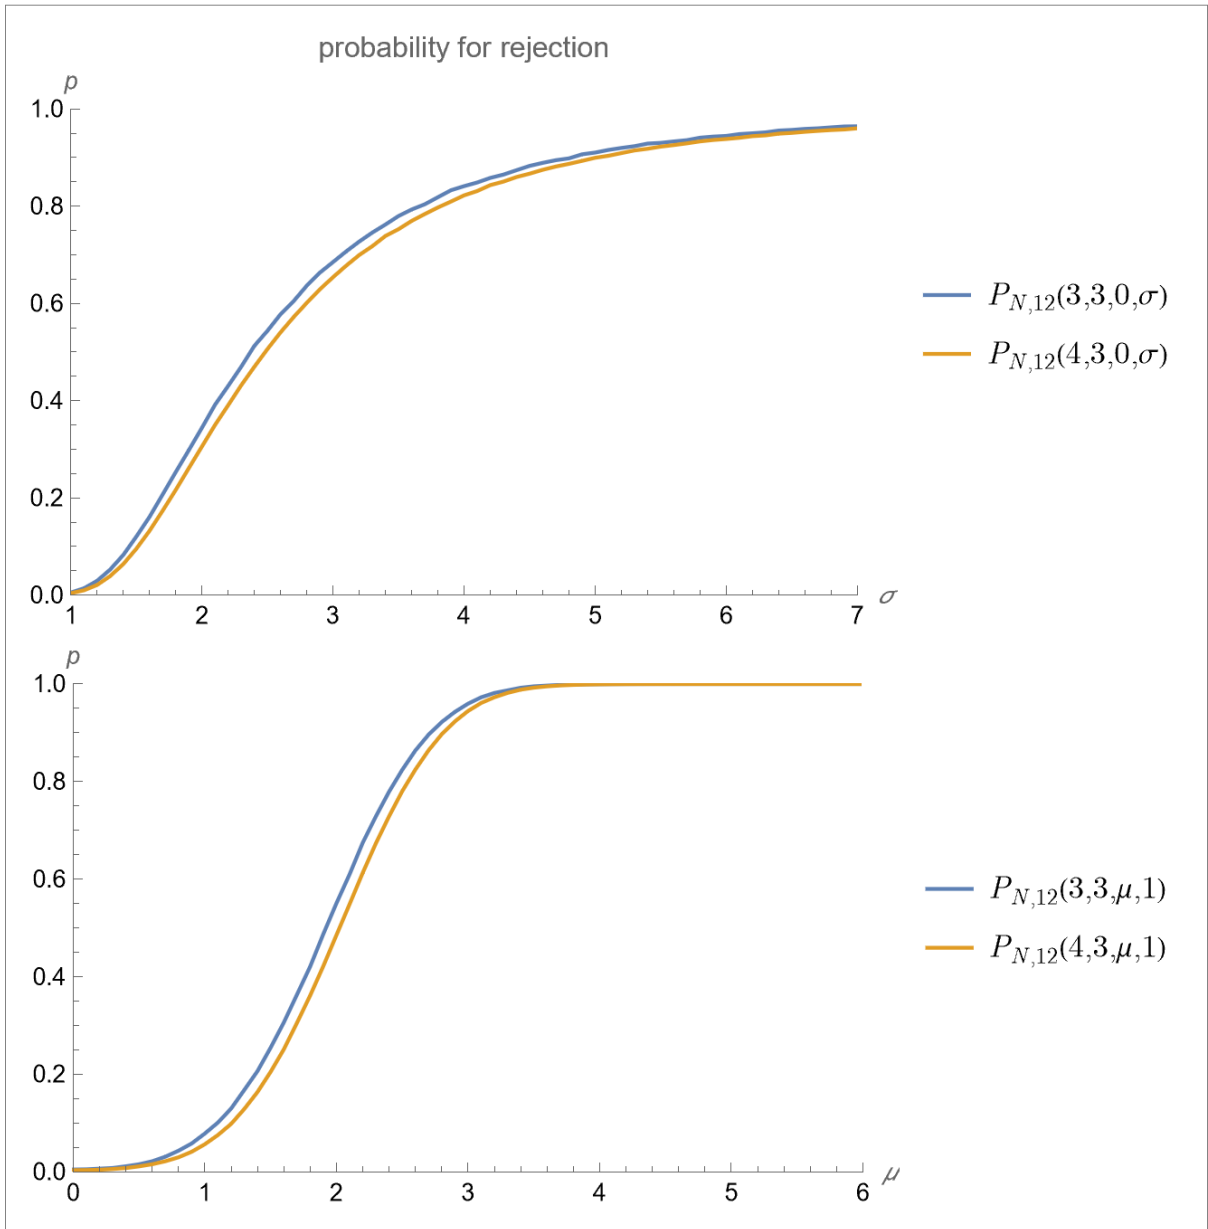 probability for rejection
p
1.0
0.8
0.6
0.4
0.2
0.0
1 2 3 4 5 6 7 σ
P_{N,12}(3,3,0,σ)
P_{N,12}(4,3,0,σ)
p
1.0
0.8
0.6
0.4
0.2
0.0
0 1 2 3 4 5 6 μ
P_{N,12}(3,3,μ,1)
P_{N,12}(4,3,μ,1)